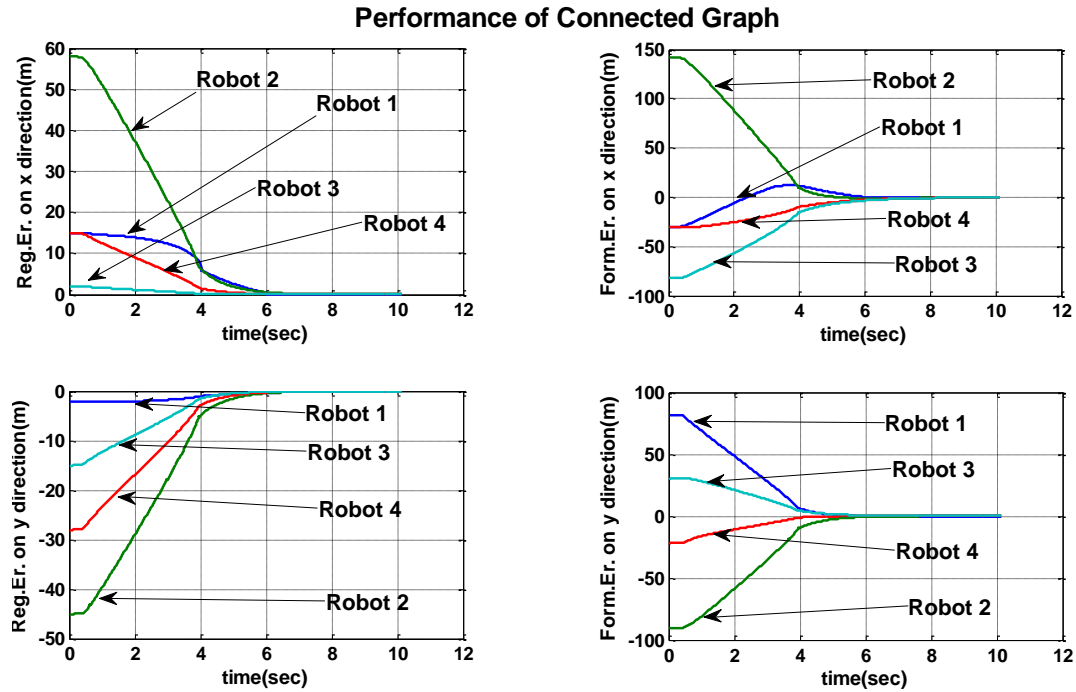 Performance of Connected Graph
Reg.Er. on x direction(m)
60
50
40
30
20
10
0
Robot 2
Robot 1
Robot 3
Robot 4
0 2 4 6 8 10 12
time(sec)
Form.Er. on x direction(m)
150
100
50
0
-50
-100
Robot 2
Robot 1
Robot 4
Robot 3
0 2 4 6 8 10 12
time(sec)
Reg.Er. on y direction(m)
0
-10
-20
-30
-40
-50
Robot 1
Robot 3
Robot 4
Robot 2
0 2 4 6 8 10 12
time(sec)
Form.Er. on y direction(m)
100
50
0
-50
-100
Robot 1
Robot 3
Robot 4
Robot 2
0 2 4 6 8 10 12
time(sec)